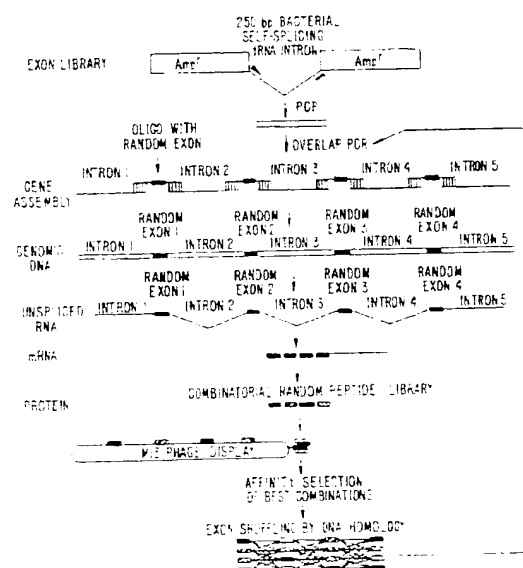 250 bp BACTERIAL
SELF-SPLICING
tRNA INTRON
EXON LIBRARY
Ampr
Ampr
PCR
OLIGO WITH
RANDOM EXON
OVERLAP PCR
INTRON 1
INTRON 2
INTRON 3
INTRON 4
INTRON 5
GENE
ASSEMBLY
RANDOM
EXON 1
RANDOM
EXON 2
RANDOM
EXON 3
RANDOM
EXON 4
GENOMIC
DNA
INTRON 1
INTRON 2
INTRON 3
INTRON 4
INTRON 5
RANDOM
EXON 1
RANDOM
EXON 2
RANDOM
EXON 3
RANDOM
EXON 4
UNSPLICED
RNA
INTRON 1
INTRON 2
INTRON 3
INTRON 4
INTRON 5
mRNA
COMBINATORIAL RANDOM PEPTIDE LIBRARY
PROTEIN
M13 PHAGE DISPLAY
AFFINITY SELECTION
OF BEST COMBINATIONS
EXON SHUFFLING BY DNA HOMOLOGY